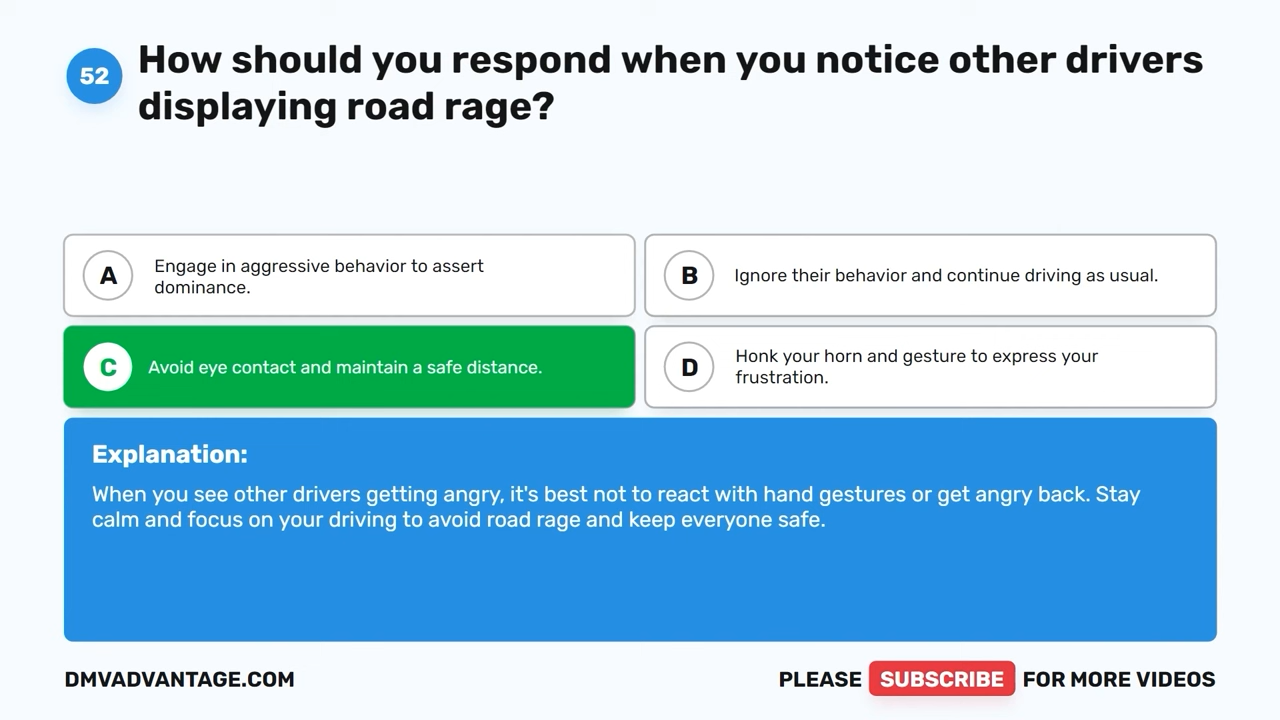 52
How should you respond when you notice other drivers
displaying road rage?
A
Engage in aggressive behavior to assert
dominance.
B
Ignore their behavior and continue driving as usual.
C
Avoid eye contact and maintain a safe distance.
D
Honk your horn and gesture to express your
frustration.
Explanation:
When you see other drivers getting angry, it's best not to react with hand gestures or get angry back. Stay
calm and focus on your driving to avoid road rage and keep everyone safe.
DMVADVANTAGE.COM
PLEASE SUBSCRIBE FOR MORE VIDEOS